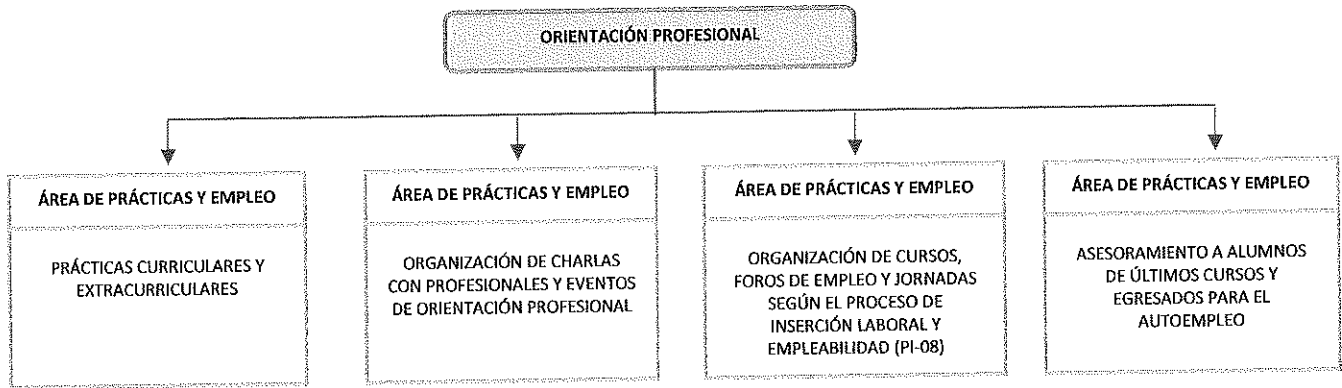 ORIENTACIÓN PROFESIONAL
ÁREA DE PRÁCTICAS Y EMPLEO
PRÁCTICAS CURRICULARES Y
EXTRACURRICULARES
ÁREA DE PRÁCTICAS Y EMPLEO
ORGANIZACIÓN DE CHARLAS
CON PROFESIONALES Y EVENTOS
DE ORIENTACIÓN PROFESIONAL
ÁREA DE PRÁCTICAS Y EMPLEO
ORGANIZACIÓN DE CURSOS,
FOROS DE EMPLEO Y JORNADAS
SEGÚN EL PROCESO DE
INSERCIÓN LABORAL Y
EMPLEABILIDAD (PI-08)
ÁREA DE PRÁCTICAS Y EMPLEO
ASESORAMIENTO A ALUMNOS
DE ÚLTIMOS CURSOS Y
EGRESADOS PARA EL
AUTOEMPLEO